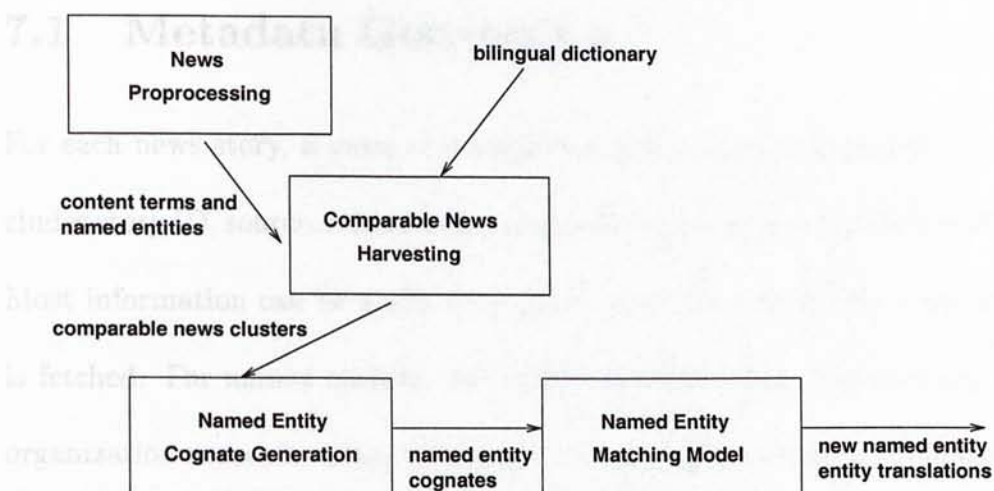 7.1 Metadata
News
Proprocessing
bilingual dictionary
For each news story, a
content terms and
named entities
Comparable News
Harvesting
Most information can
comparable news clusters
is fetched. The
Named Entity
Cognate Generation
named entity
cognates
Named Entity
Matching Model
new named entity
entity translations
organization